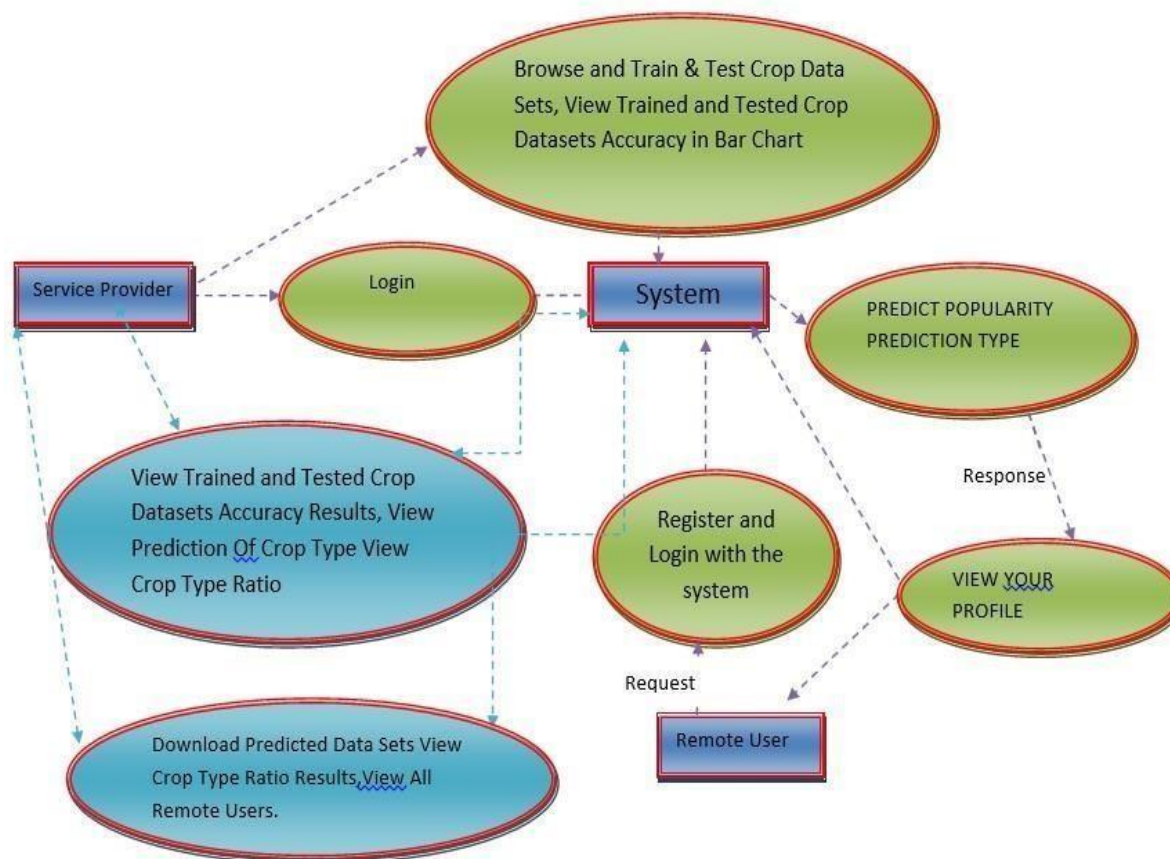 Browse and Train & Test Crop Data
Sets, View Trained and Tested Crop
Datasets Accuracy in Bar Chart
Service Provider
Login
System
PREDICT POPULARITY
PREDICTION TYPE
View Trained and Tested Crop
Datasets Accuracy Results, View
Prediction Of Crop Type View
Crop Type Ratio
Register and
Login with the
system
Response
VIEW YOUR
PROFILE
Request
Remote User
Download Predicted Data Sets View
Crop Type Ratio Results,View All
Remote Users.